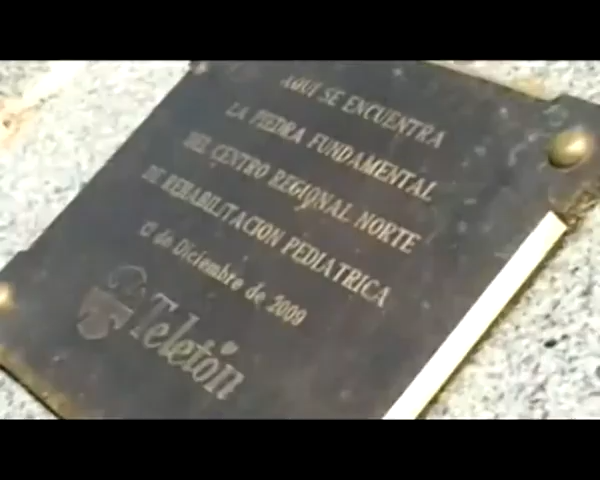 AQUI SE ENCUENTRA
LA PIEDRA FUNDAMENTAL
DEL CENTRO REGIONAL NORTE
DE REHABILITACION PEDIATRICA
de Diciembre de 2009
Teletón